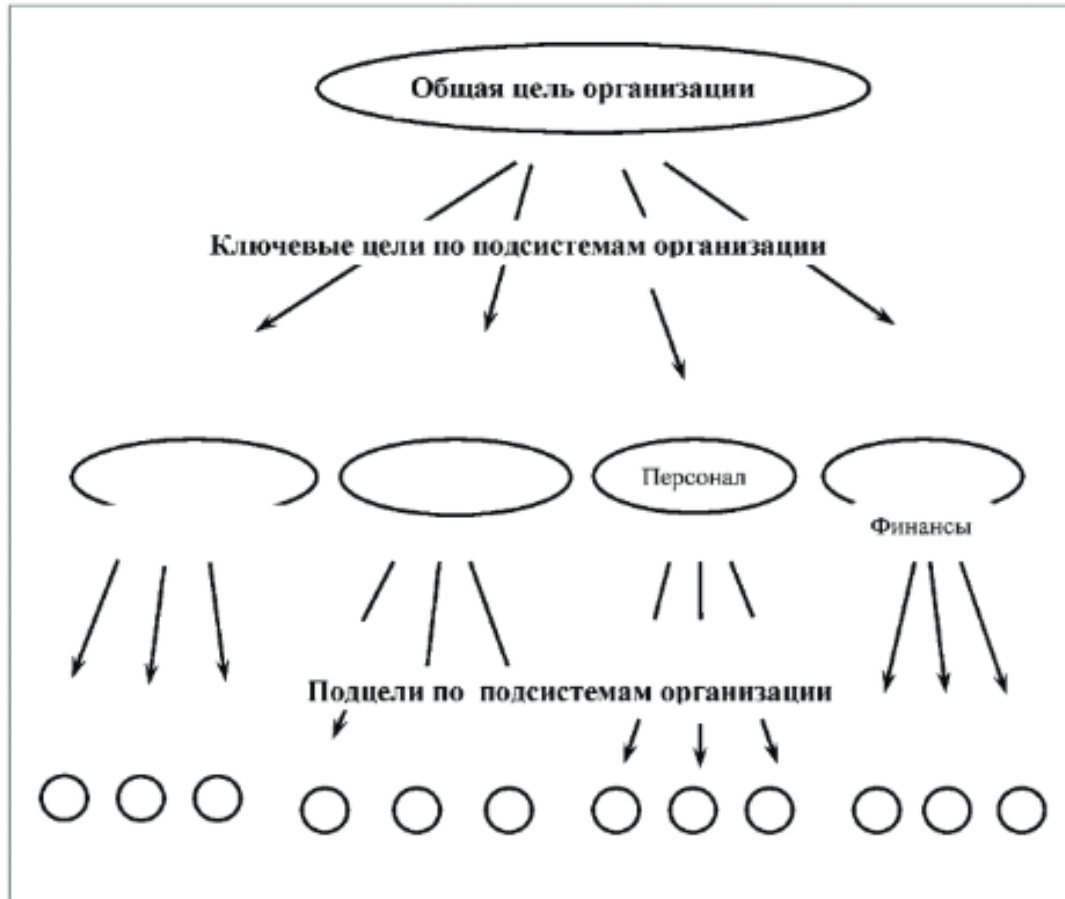 Общая цель организации
Ключевые цели по подсистемам организации
Персонал
Финансы
Подцели по подсистемам организации